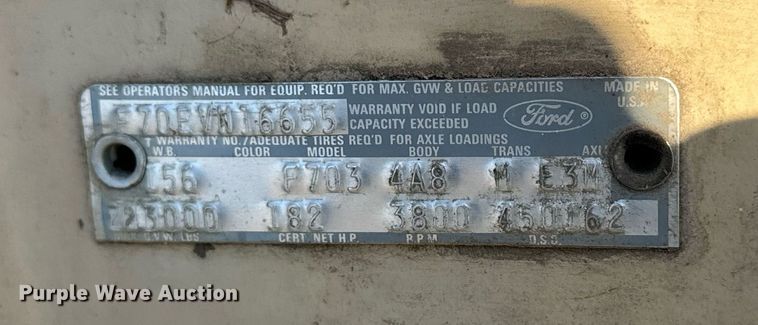 SEE OPERATORS MANUAL FOR EQUIP. REQ'D FOR MAX. GVW & LOAD CAPACITIES
MADE IN
U.S.A.
F70EVN16655
WARRANTY VOID IF LOAD
CAPACITY EXCEEDED
Ford
WARRANTY NO./ADEQUATE TIRES REQ'D FOR AXLE LOADINGS
W.B. COLOR MODEL BODY TRANS AXLE
156 F703 4A8 M E3M
Z23000 182 3800 450162
G.V.W. LBS CERT. NET H.P. R.P.M D.S.O.
Purple Wave Auction